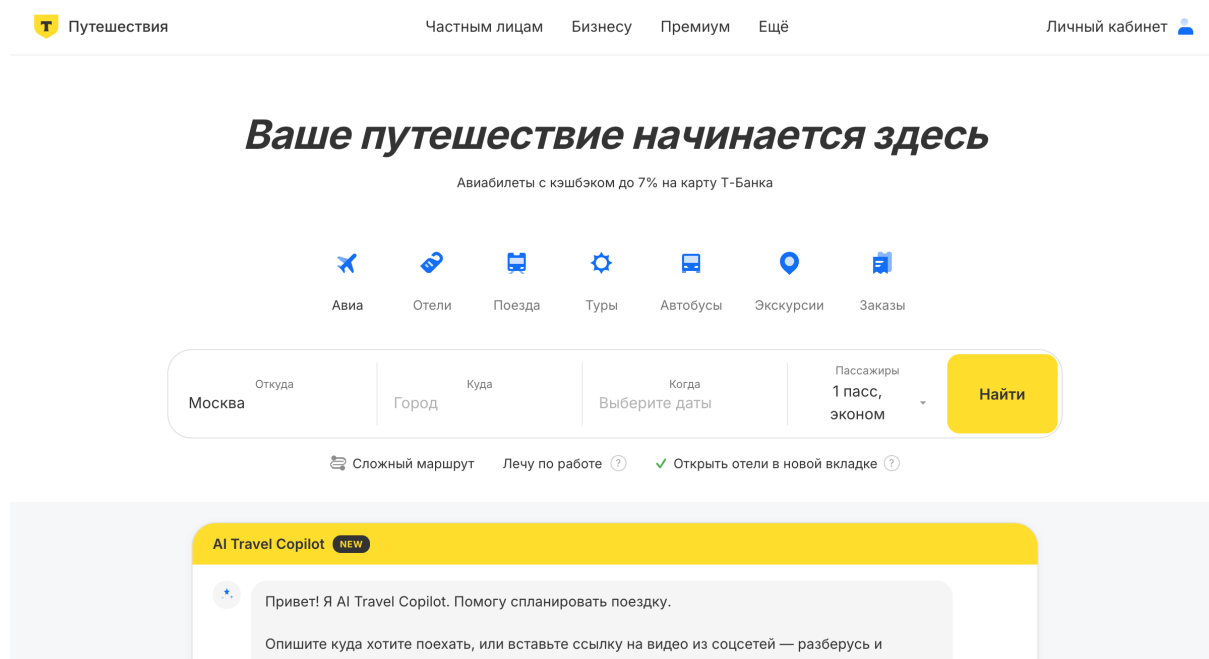 Т Путешествия
Частным лицам Бизнесу Премиум Ещё
Личный кабинет
Ваше путешествие начинается здесь
Авиабилеты с кэшбэком до 7% на карту Т-Банка
Авиа Отели Поезда Туры Автобусы Экскурсии Заказы
Откуда
Москва
Куда
Город
Когда
Выберите даты
Пассажиры
1 пасс,
эконом
Найти
Сложный маршрут Лечу по работе ? Открыть отели в новой вкладке ?
AI Travel Copilot NEW
Привет! Я AI Travel Copilot. Помогу спланировать поездку.
Опишите куда хотите поехать, или вставьте ссылку на видео из соцсетей — разберусь и